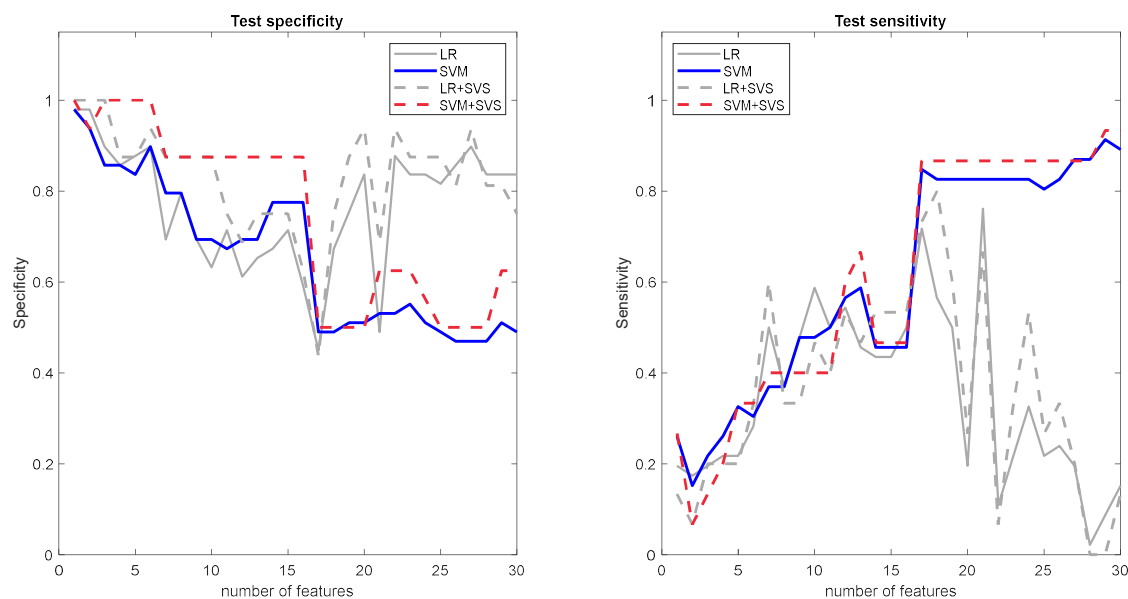 Test specificity
LR
SVM
LR+SVS
SVM+SVS
1
0.8
0.6
0.4
0.2
0
Specificity
0 5 10 15 20 25 30
number of features
Test sensitivity
LR
SVM
LR+SVS
SVM+SVS
1
0.8
0.6
0.4
0.2
0
Sensitivity
0 5 10 15 20 25 30
number of features